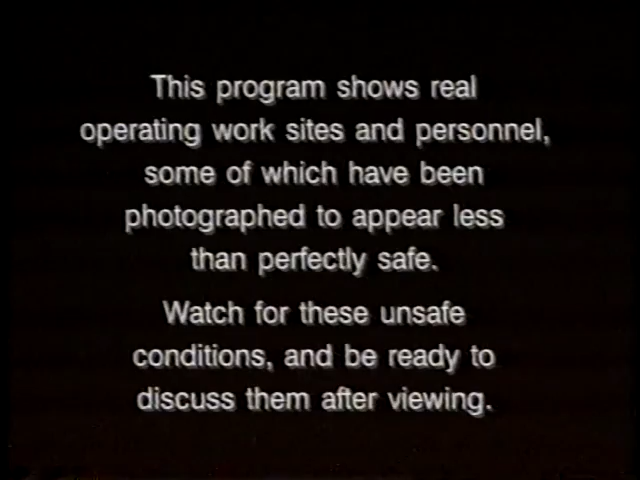 This program shows real
operating work sites and personnel,
some of which have been
photographed to appear less
than perfectly safe.
Watch for these unsafe
conditions, and be ready to
discuss them after viewing.